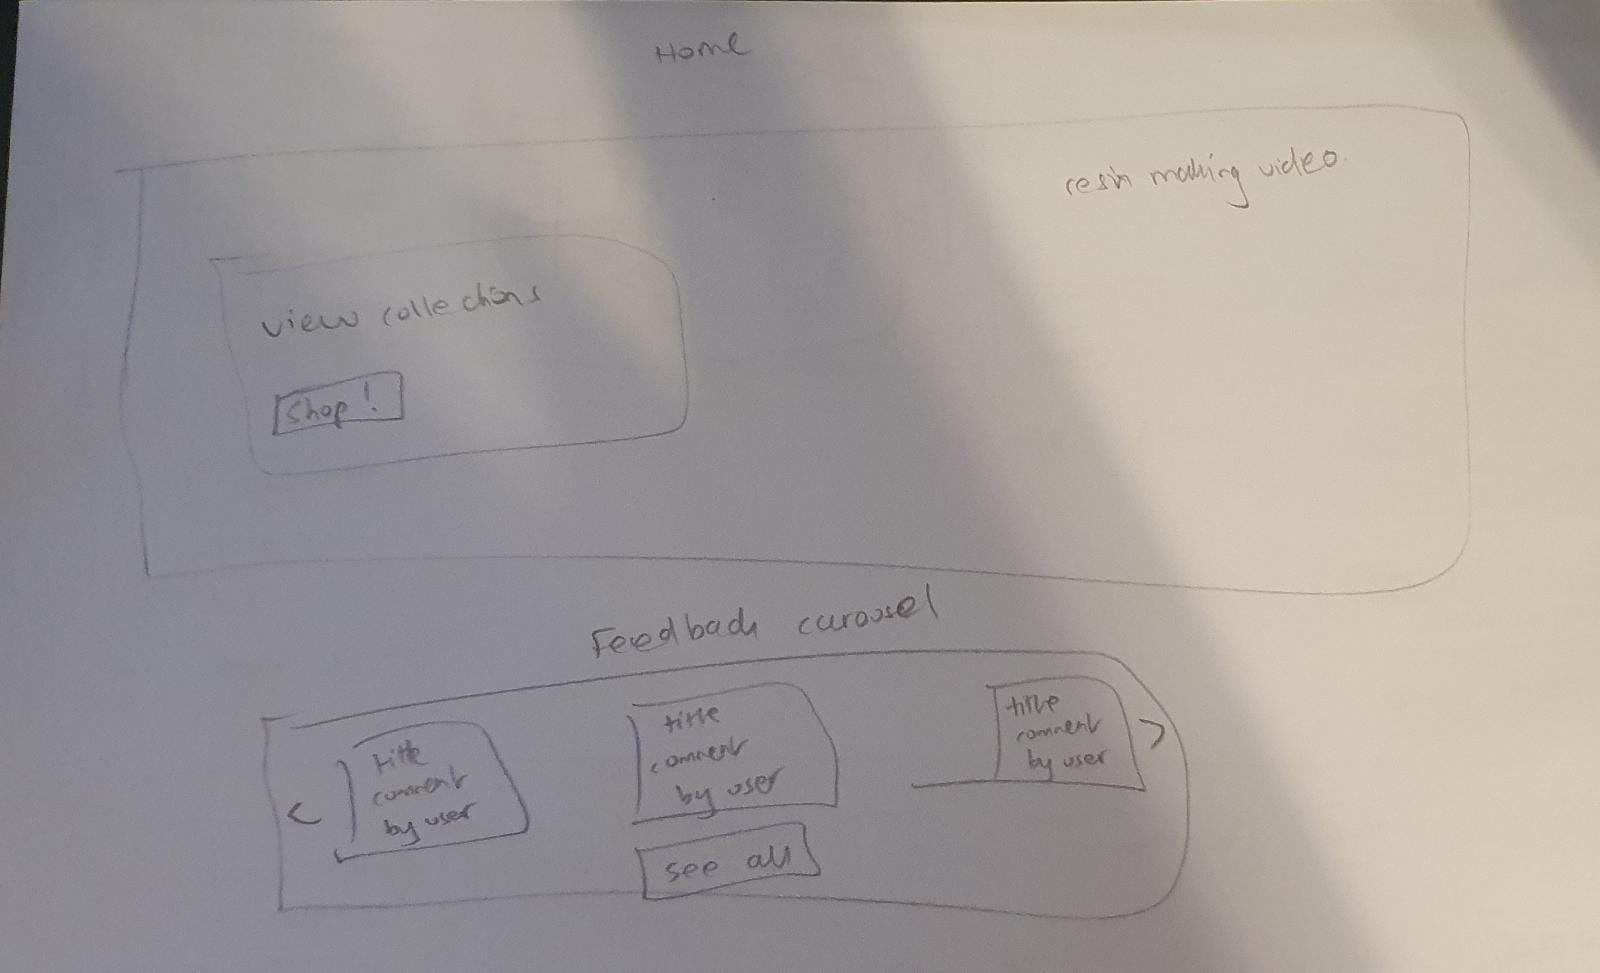 Home
resin making video.
view collections
Shop!
Feedback carousel
title
comment
by user
title
comment
by user
title
comment
by user
<
>
see all